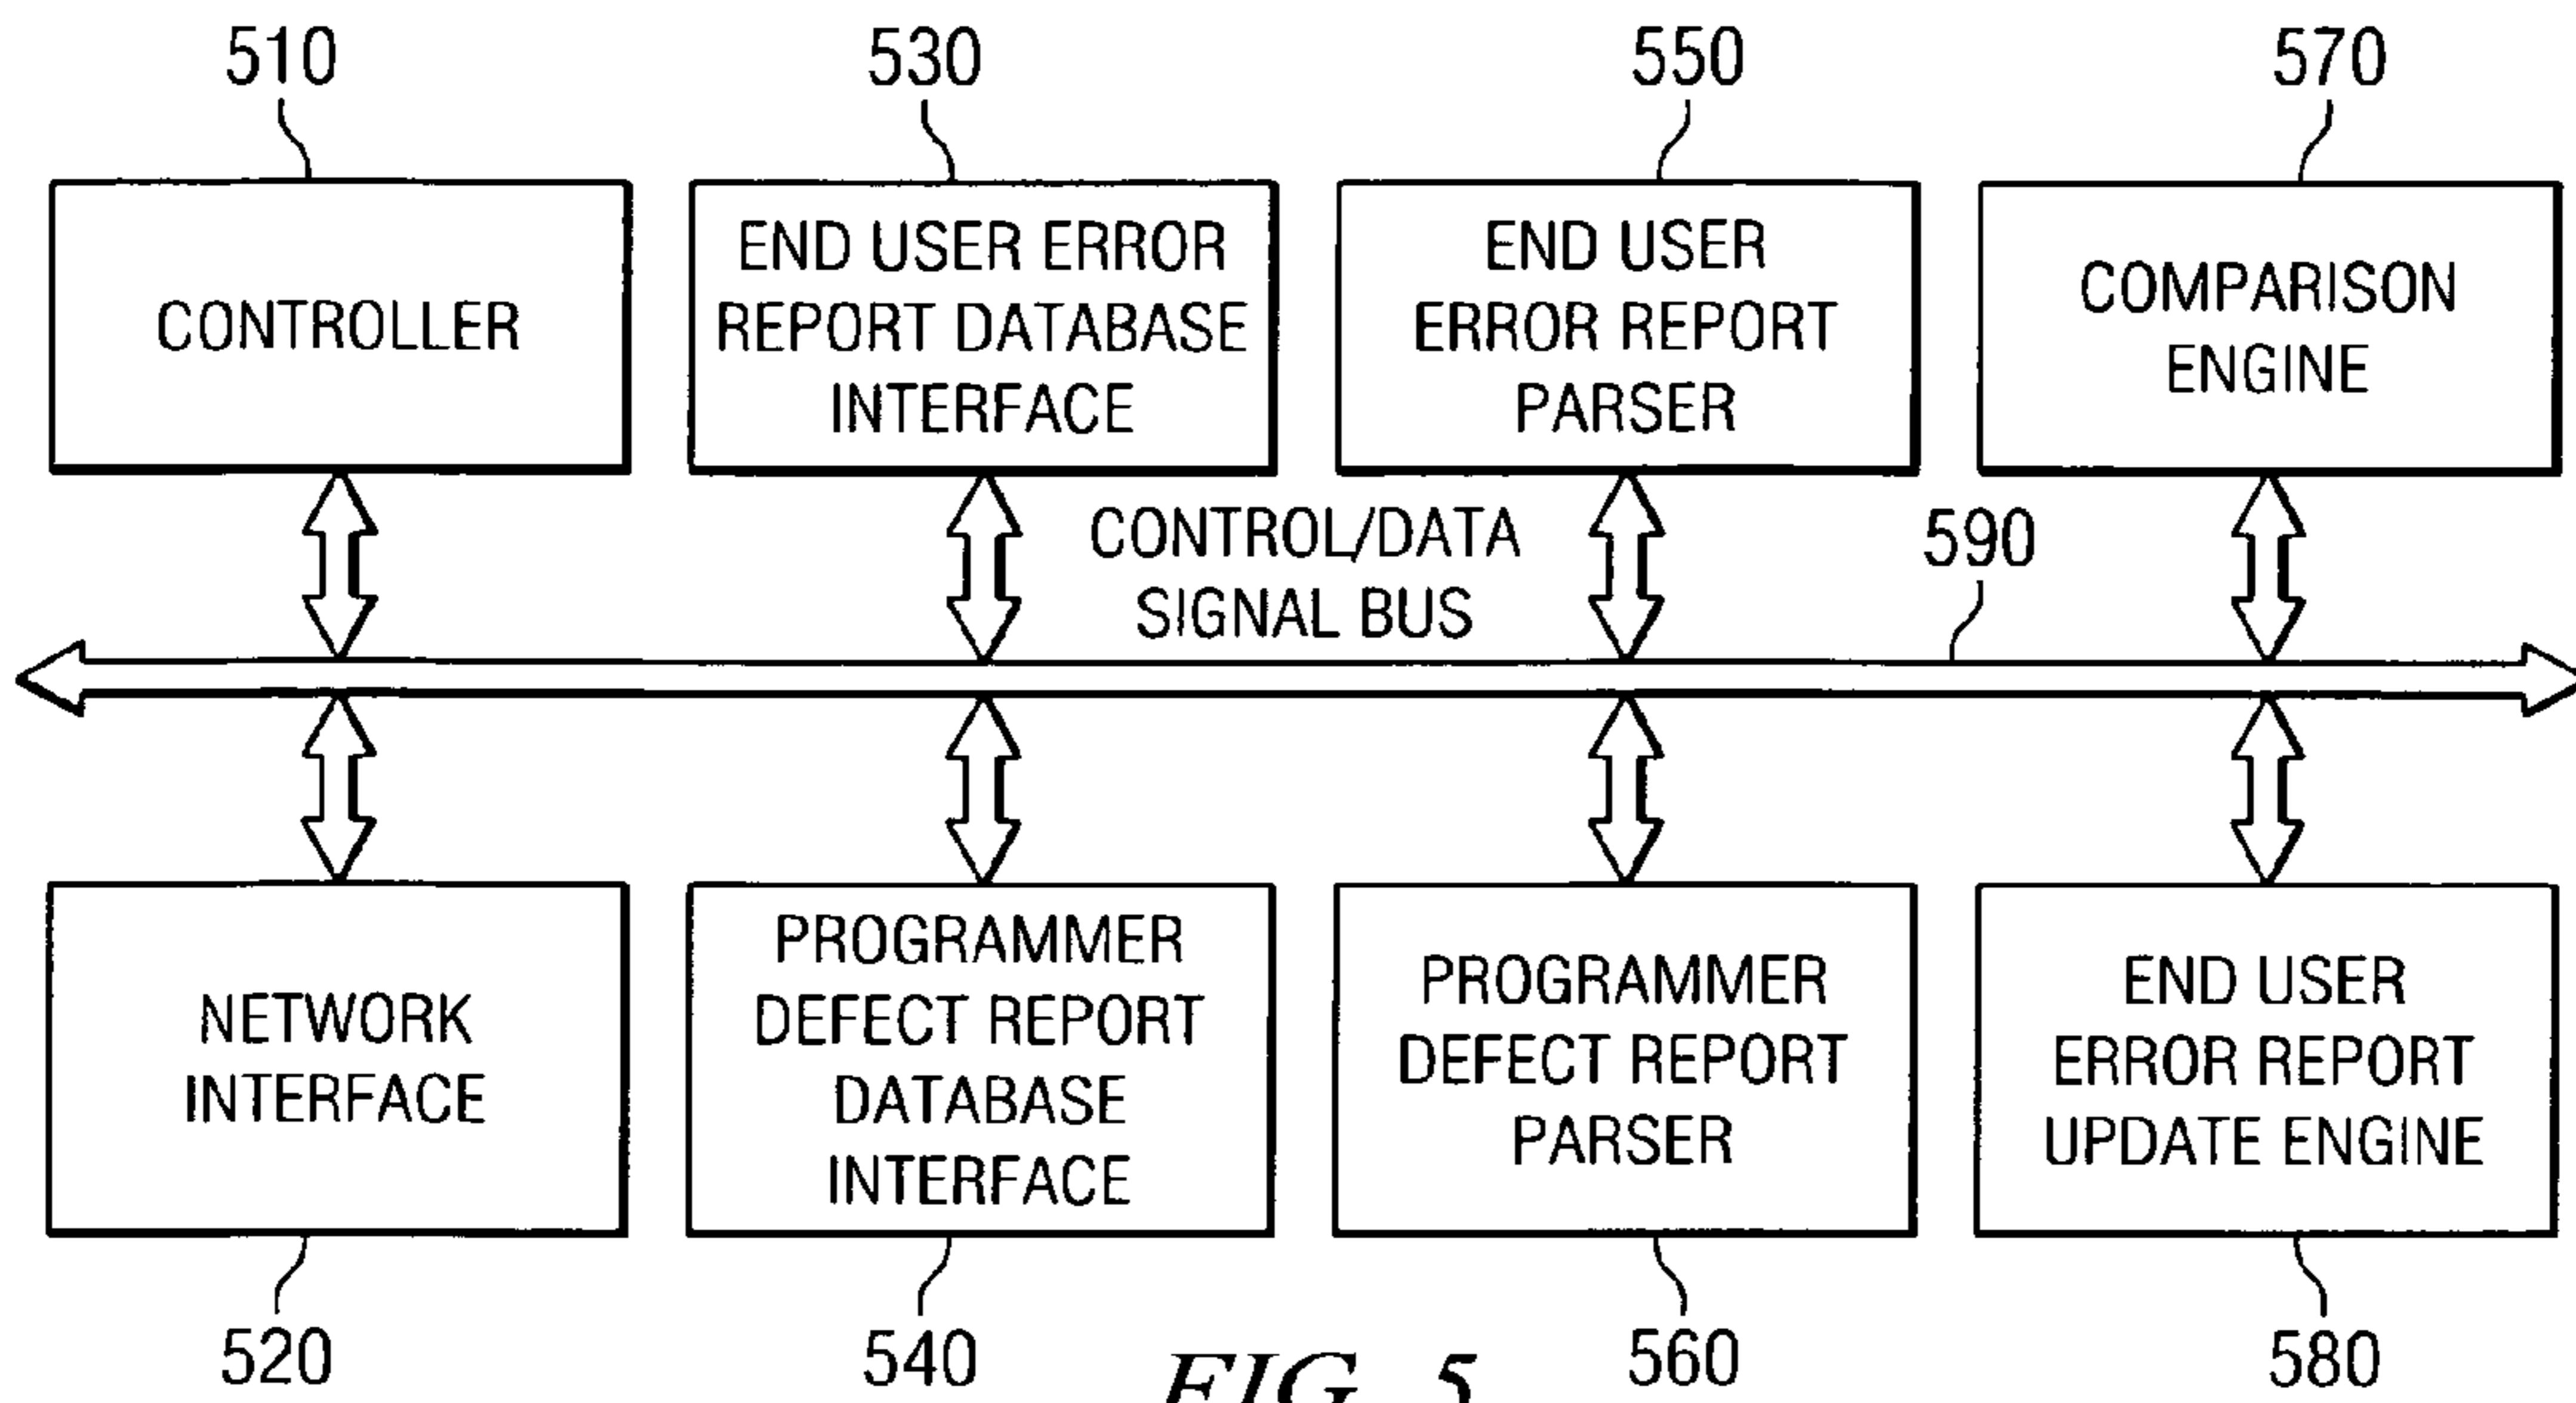 510
530
550
570
CONTROLLER
END USER ERROR
REPORT DATABASE
INTERFACE
END USER
ERROR REPORT
PARSER
COMPARISON
ENGINE
CONTROL/DATA
SIGNAL BUS
590
NETWORK
INTERFACE
PROGRAMMER
DEFECT REPORT
DATABASE
INTERFACE
PROGRAMMER
DEFECT REPORT
PARSER
END USER
ERROR REPORT
UPDATE ENGINE
520
540
560
580
FIG. 5